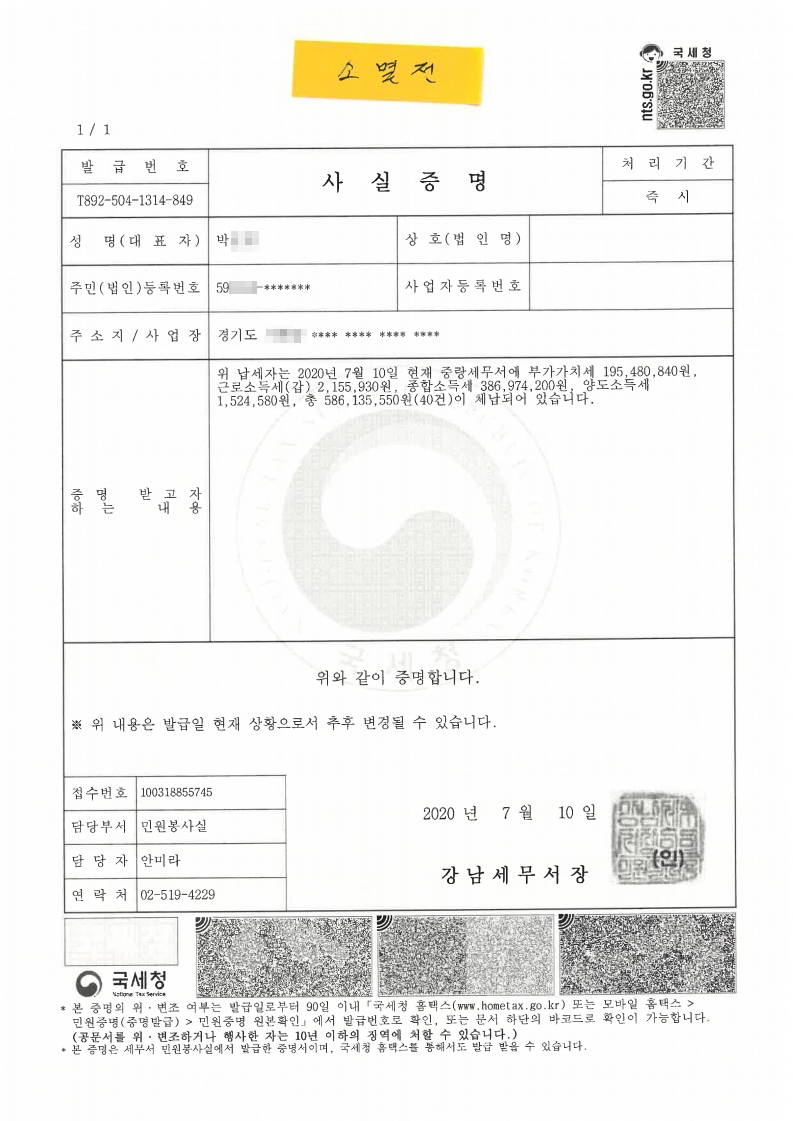 소멸전
국세청
nts.go.kr
1 / 1
발급번호
T892-504-1314-849
사실증명
처리기간
즉시
성 명(대표자)
박
상호(법인명)
주민(법인)등록번호
59 -*******
사업자등록번호
주소지/사업장
경기도 **** **** **** ****
증명 받고자
하는 내용
위 납세자는 2020년 7월 10일 현재 중랑세무서에 부가가치세 195,480,840원,
근로소득세(갑) 2,155,930원, 종합소득세 386,974,200원, 양도소득세
1,524,580원, 총 586,135,550원(40건)이 체납되어 있습니다.
국세청
위와 같이 증명합니다.
※ 위 내용은 발급일 현재 상황으로서 추후 변경될 수 있습니다.
접수번호
100318855745
담당부서
민원봉사실
담당자
안미라
연락처
02-519-4229
2020 년 7 월 10 일
강남세무서장
(인)
국세청
National Tax Service
* 본 증명의 위·변조 여부는 발급일로부터 90일 이내「국세청 홈택스(www.hometax.go.kr) 또는 모바일 홈택스 >
민원증명(증명발급) > 민원증명 원본확인」에서 발급번호로 확인, 또는 문서 하단의 바코드로 확인이 가능합니다.
(공문서를 위·변조하거나 행사한 자는 10년 이하의 징역에 처할 수 있습니다.)
* 본 증명은 세무서 민원봉사실에서 발급한 증명서이며, 국세청 홈택스를 통해서도 발급 받을 수 있습니다.